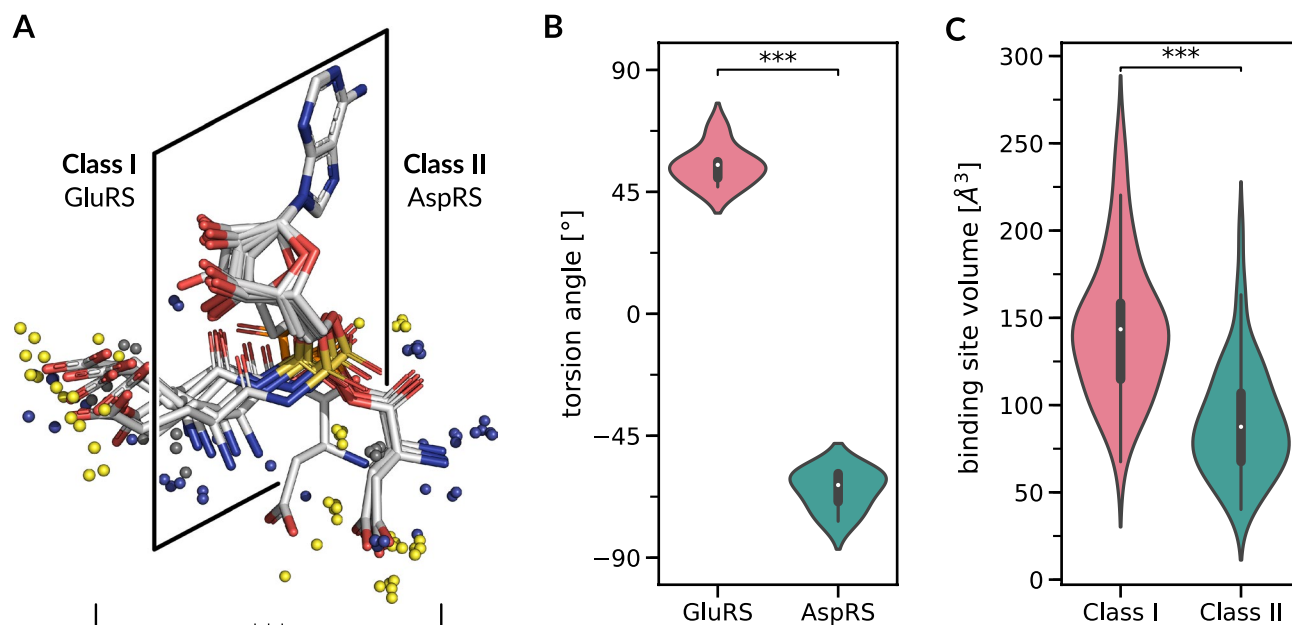 A
Class I
GluRS
Class II
AspRS
***
B
torsion angle [°]
90
45
0
−45
−90
***
GluRS
AspRS
C
binding site volume [Å³]
300
250
200
150
100
50
0
***
Class I
Class II